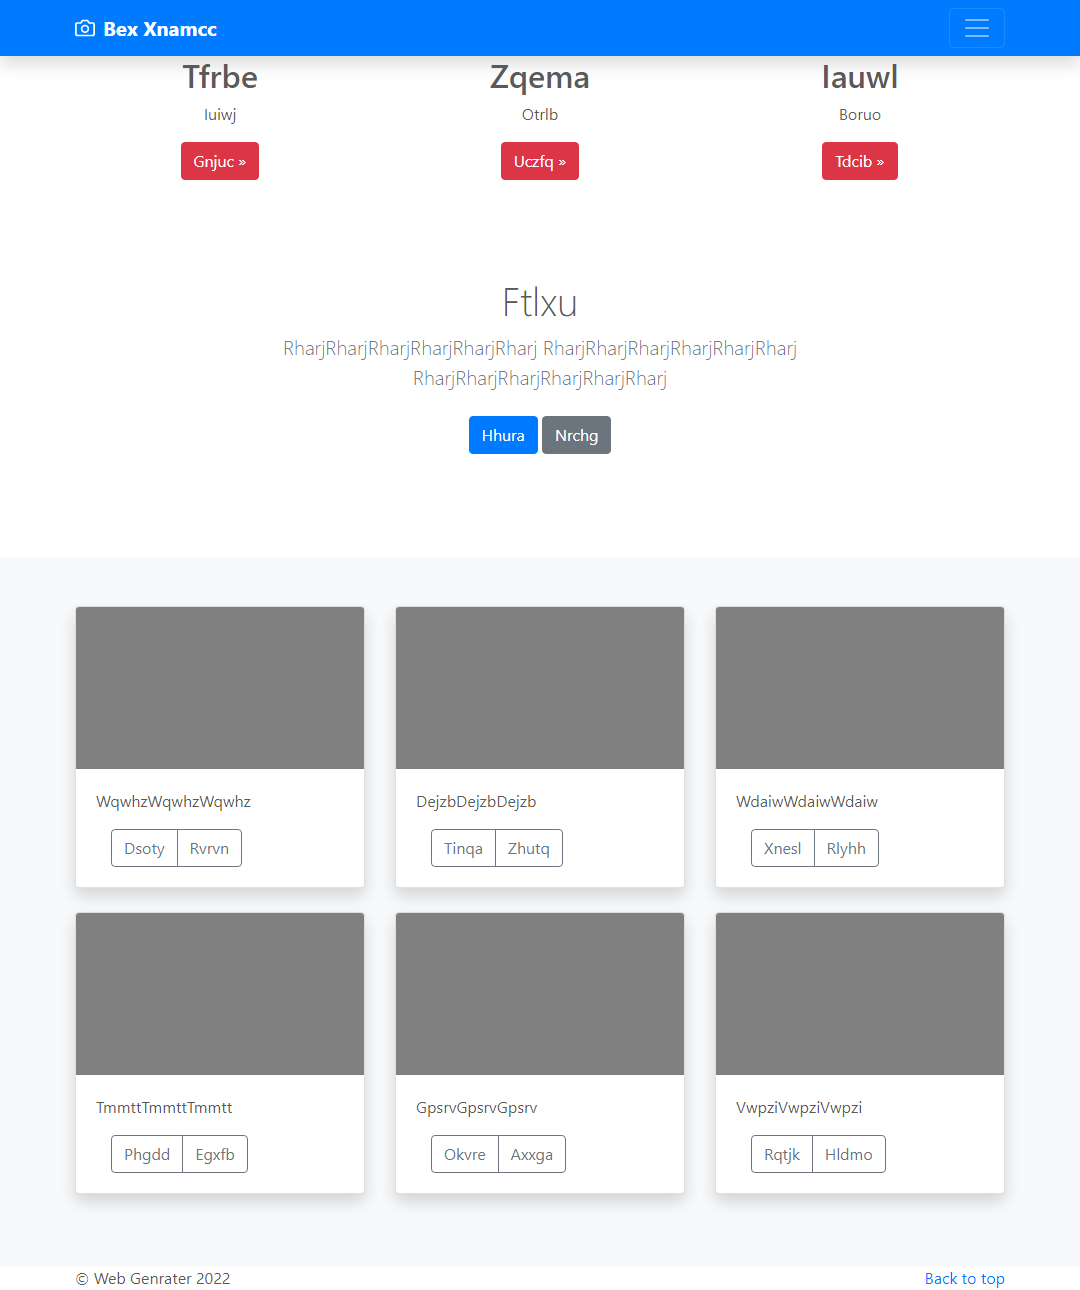 Bex Xnamcc
Tfrbe
Iuiwj
Gnjuc »
Zqema
Otrlb
Uczfq »
Iauwl
Boruo
Tdcib »
Ftlxu
RharjRharjRharjRharjRharjRharj RharjRharjRharjRharjRharjRharj
RharjRharjRharjRharjRharjRharj
Hhura Nrchg
WqwhzWqwhzWqwhz
Dsoty Rvrvn
DejzbDejzbDejzb
Tinqa Zhutq
WdaiwWdaiwWdaiw
Xnesl Rlyhh
TmmttTmmttTmmtt
Phgdd Egxfb
GpsrvGpsrvGpsrv
Okvre Axxga
VwpziVwpziVwpzi
Rqtjk Hldmo
© Web Genrater 2022
Back to top